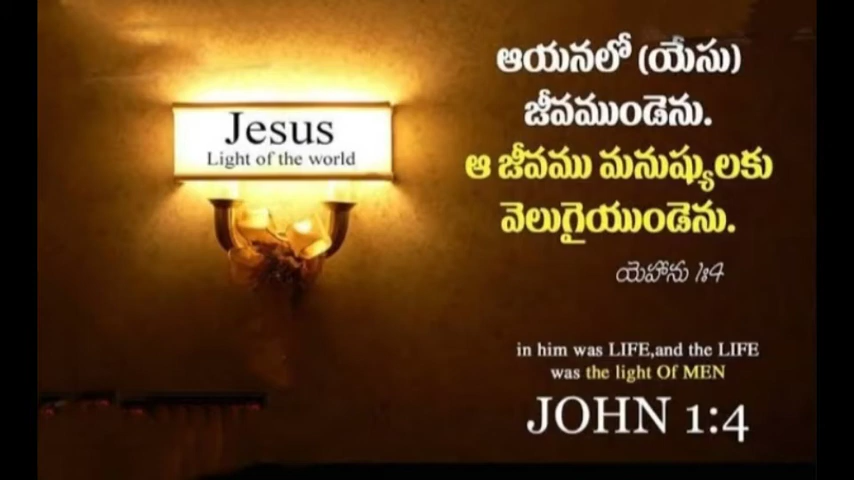 Jesus
Light of the world
ఆయనలో (యేసు)
జీవముండెను.
ఆ జీవము మనుష్యులకు
వెలుగైయుండెను.
యెహాను 1:4
in him was LIFE,and the LIFE
was the light Of MEN
JOHN 1:4